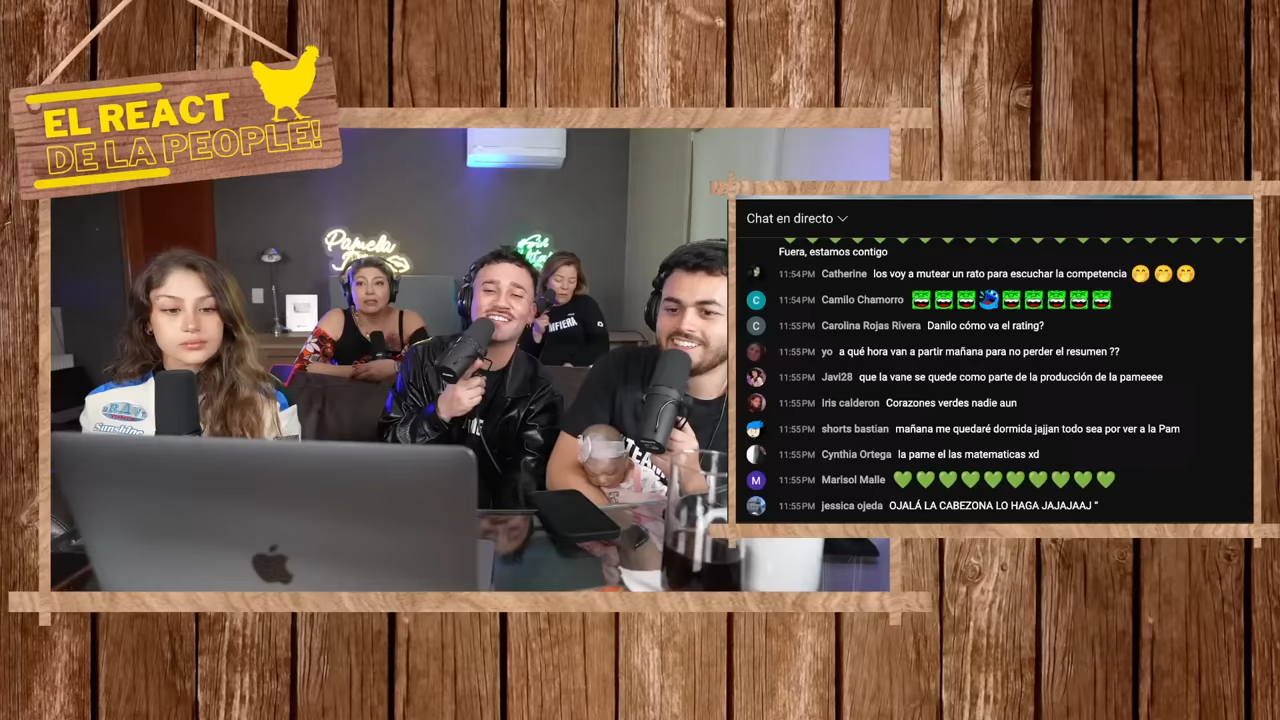 EL REACT
DE LA PEOPLE!
Pamela
MFIERA
Sunshine
Chat en directo
Fuera, estamos contigo
11:54PM Catherine los voy a mutear un rato para escuchar la competencia 🤭🤭🤭
C 11:54PM Camilo Chamorro
C 11:55PM Carolina Rojas Rivera Danilo cómo va el rating?
11:55PM yo a qué hora van a partir mañana para no perder el resumen ??
11:55PM Javi28 que la vane se quede como parte de la producción de la pameeee
11:55PM Iris calderon Corazones verdes nadie aun
11:55PM shorts bastian mañana me quedaré dormida jajjan todo sea por ver a la Pam
11:55PM Cynthia Ortega la pame el las matematicas xd
M 11:55PM Marisol Malle 💚💚💚💚💚💚💚💚💚💚
11:55PM jessica ojeda OJALÁ LA CABEZONA LO HAGA JAJAJAAJ "